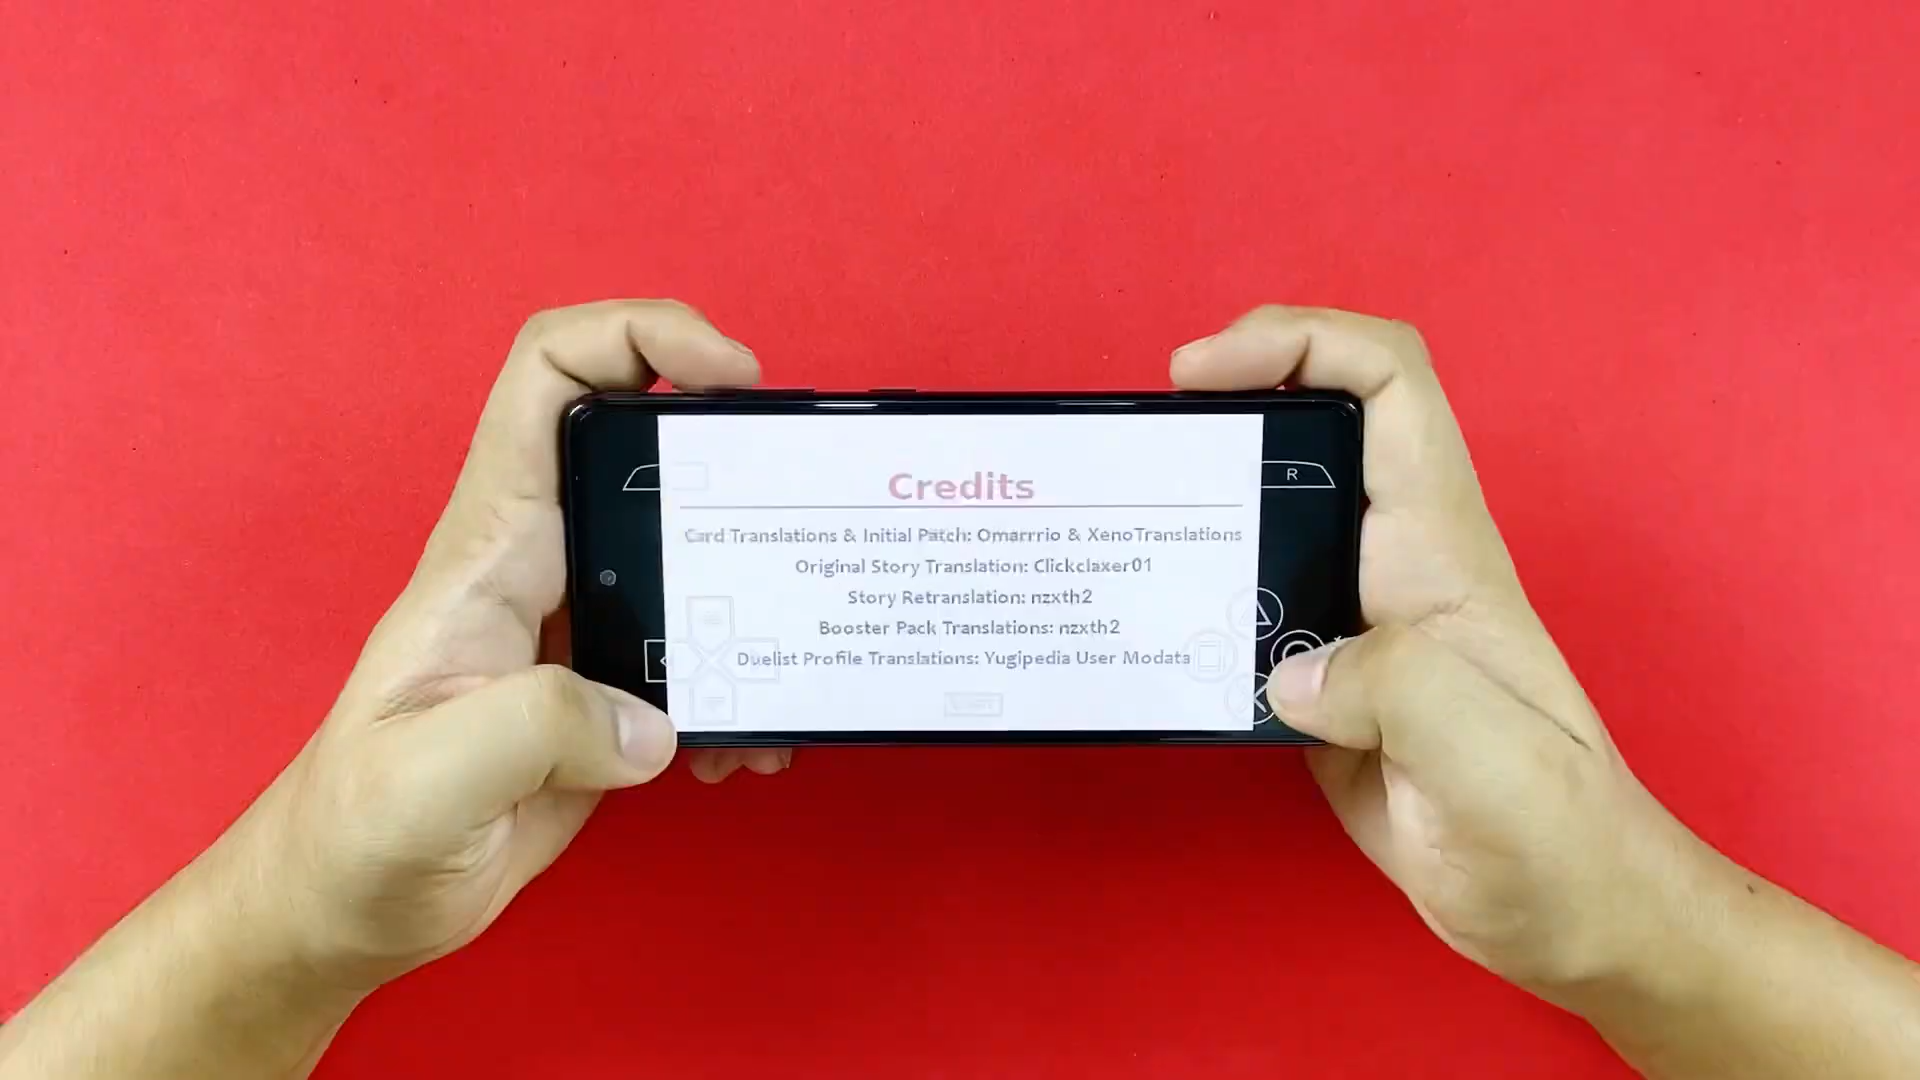 Credits
R
Card Translations & Initial Patch: Omarrrio & XenoTranslations
Original Story Translation: Clickclaxer01
Story Retranslation: nzxth2
Booster Pack Translations: nzxth2
Duelist Profile Translations: Yugipedia User Modata
START